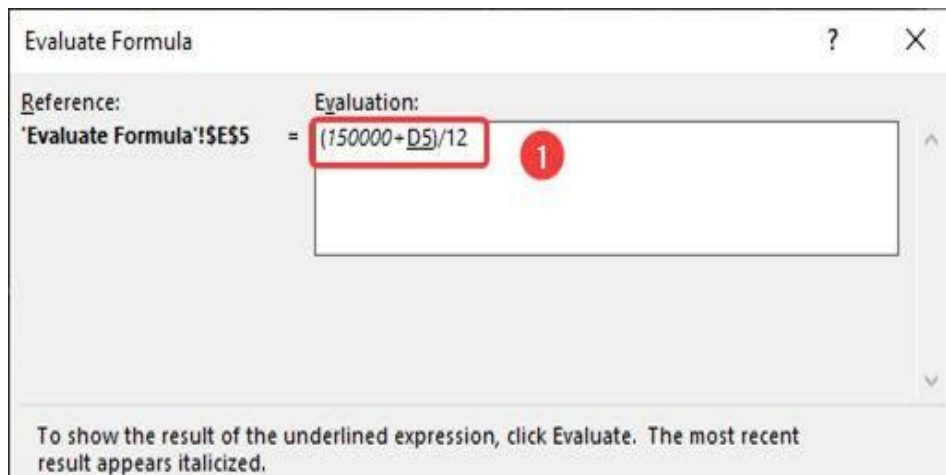 Evaluate Formula ? ×
Reference: Evaluation:
'Evaluate Formula'!$E$5 = (150000+D5)/12
1
To show the result of the underlined expression, click Evaluate. The most recent
result appears italicized.